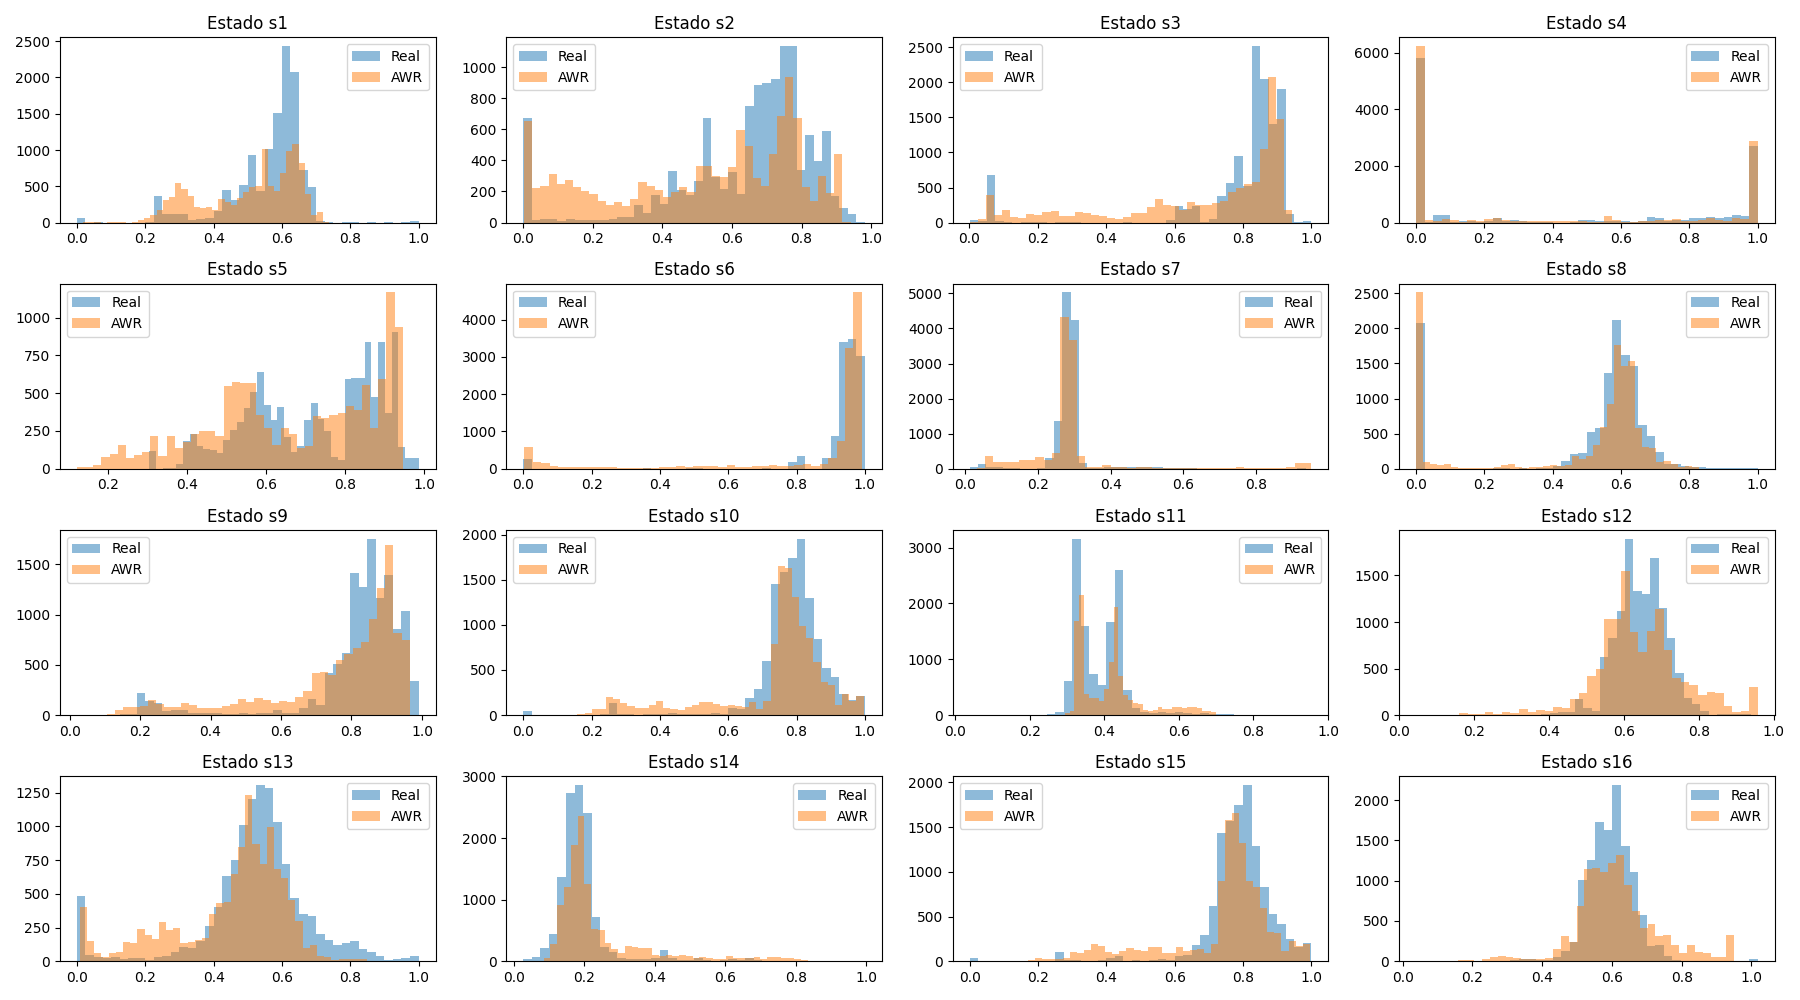 Estado s1
Estado s2
Estado s3
Estado s4
2500
2000
1500
1000
500
0
0.0 0.2 0.4 0.6 0.8 1.0
Real
AWR
1000
800
600
400
200
0
0.0 0.2 0.4 0.6 0.8 1.0
Real
AWR
2500
2000
1500
1000
500
0
0.0 0.2 0.4 0.6 0.8 1.0
Real
AWR
6000
4000
2000
0
0.0 0.2 0.4 0.6 0.8 1.0
Real
AWR
Estado s5
Estado s6
Estado s7
Estado s8
1000
750
500
250
0
0.2 0.4 0.6 0.8 1.0
Real
AWR
4000
3000
2000
1000
0
0.0 0.2 0.4 0.6 0.8 1.0
Real
AWR
5000
4000
3000
2000
1000
0
0.0 0.2 0.4 0.6 0.8
Real
AWR
2500
2000
1500
1000
500
0
0.0 0.2 0.4 0.6 0.8 1.0
Real
AWR
Estado s9
Estado s10
Estado s11
Estado s12
1500
1000
500
0
0.0 0.2 0.4 0.6 0.8 1.0
Real
AWR
2000
1500
1000
500
0
0.0 0.2 0.4 0.6 0.8 1.0
Real
AWR
3000
2000
1000
0
0.0 0.2 0.4 0.6 0.8 1.0
Real
AWR
1500
1000
500
0
0.0 0.2 0.4 0.6 0.8 1.0
Real
AWR
Estado s13
Estado s14
Estado s15
Estado s16
1250
1000
750
500
250
0
0.0 0.2 0.4 0.6 0.8 1.0
Real
AWR
3000
2000
1000
0
0.0 0.2 0.4 0.6 0.8 1.0
Real
AWR
2000
1500
1000
500
0
0.0 0.2 0.4 0.6 0.8 1.0
Real
AWR
2000
1500
1000
500
0
0.0 0.2 0.4 0.6 0.8 1.0
Real
AWR